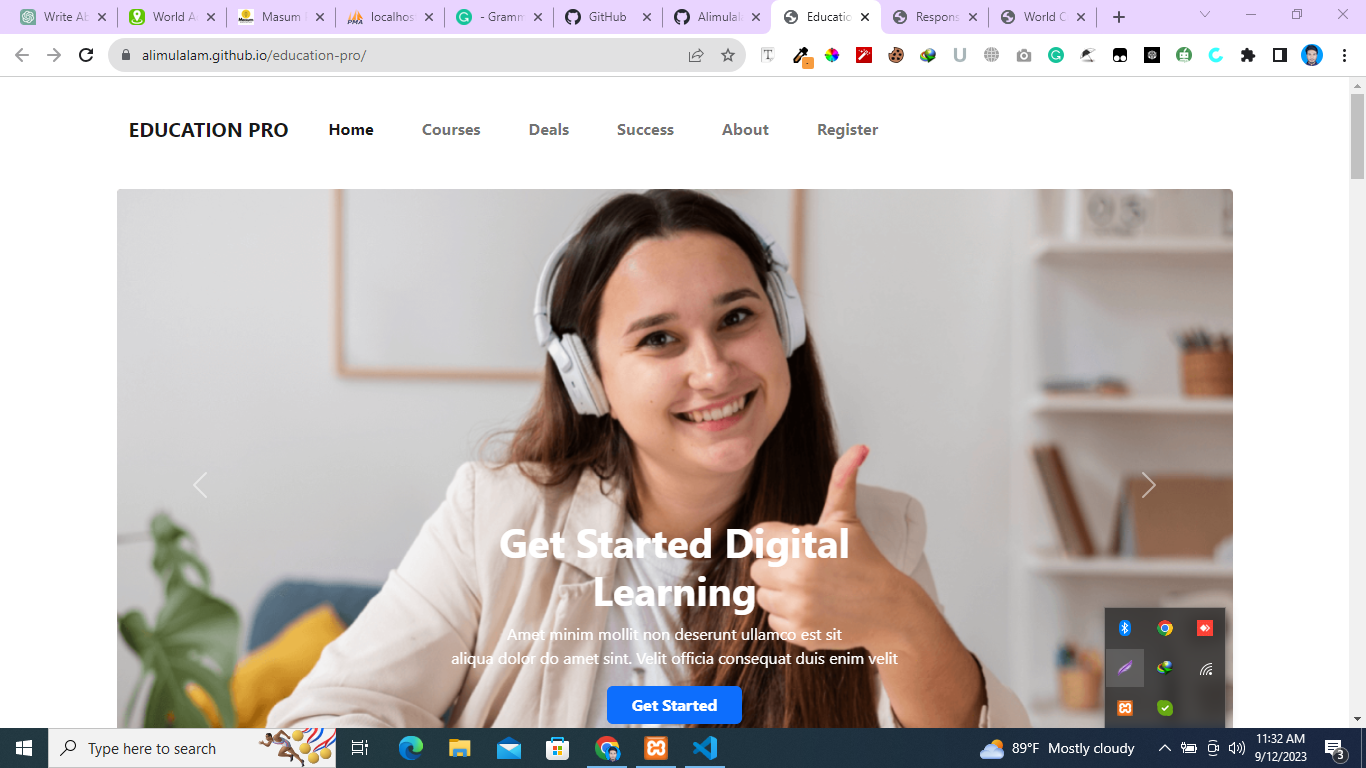 Write Ab
World A
Masum
localhos
- Gramm
GitHub
Alimula
Educatio
Respons
World C
alimulalam.github.io/education-pro/
EDUCATION PRO Home Courses Deals Success About Register
Get Started Digital
Learning
Amet minim mollit non deserunt ullamco est sit
aliqua dolor do amet sint. Velit officia consequat duis enim velit
Get Started
Type here to search
89°F Mostly cloudy
11:32 AM
9/12/2023
3